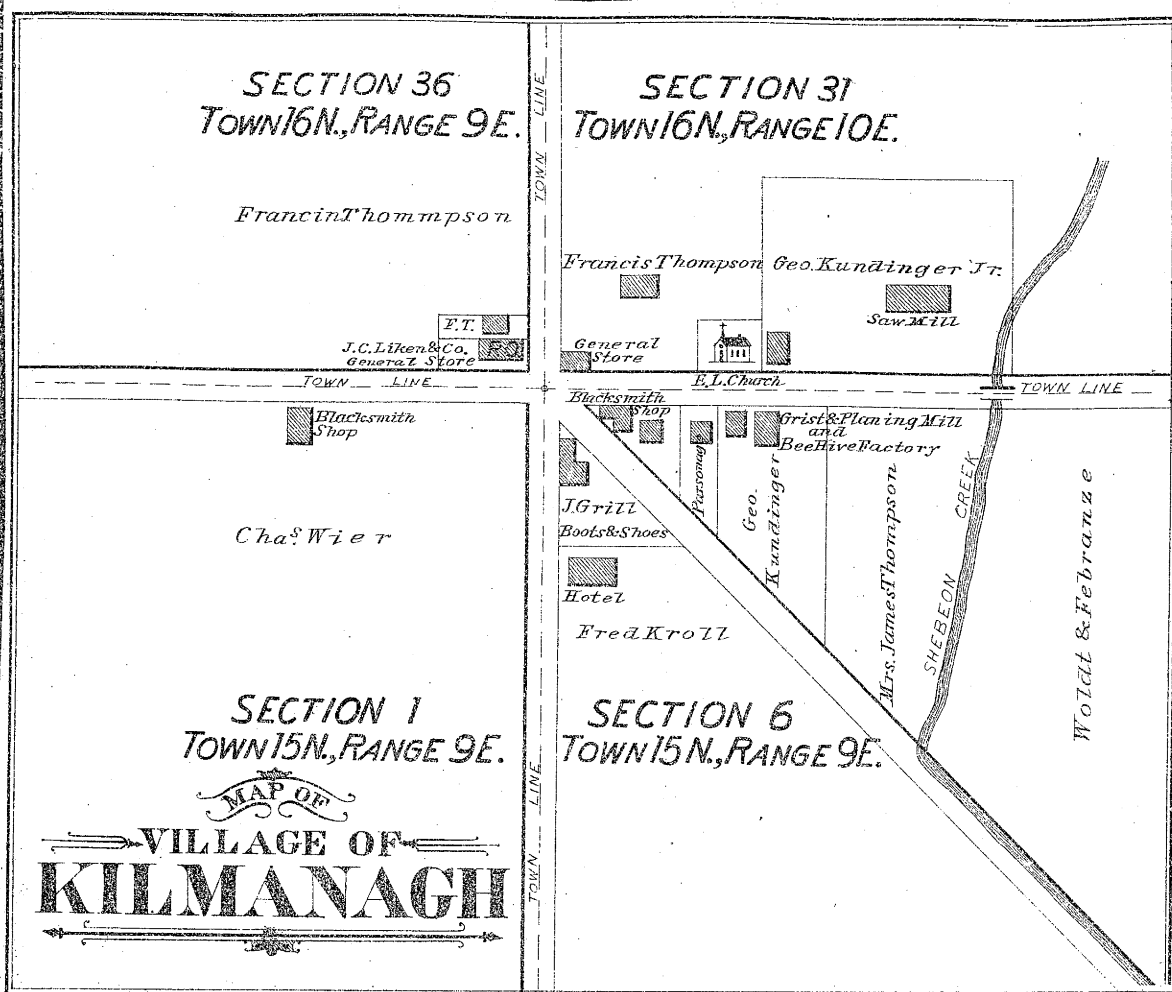 SECTION 36
TOWN 16 N., RANGE 9 E.
Francin Thommpson
F.T.
P.O.
J.C. Liken & Co.
General Store
TOWN LINE
SECTION 31
TOWN 16 N., RANGE 10 E.
Francis Thompson
Geo. Kundinger Jr.
Saw Mill
General
Store
E.L. Church
TOWN LINE
TOWN LINE
Blacksmith
Shop
Chas. Wier
Blacksmith
Shop
J. Grill
Boots & Shoes
Hotel
Fred Kroll
Parsonag
Geo.
Kundinger
Grist & Planing Mill
and
Bee Hive Factory
Mrs. James Thompson
SHEBEON CREEK
Woldt & Febranze
SECTION 1
TOWN 15 N., RANGE 9 E.
SECTION 6
TOWN 15 N., RANGE 9 E.
TOWN LINE
MAP OF
VILLAGE OF
KILMANAGH